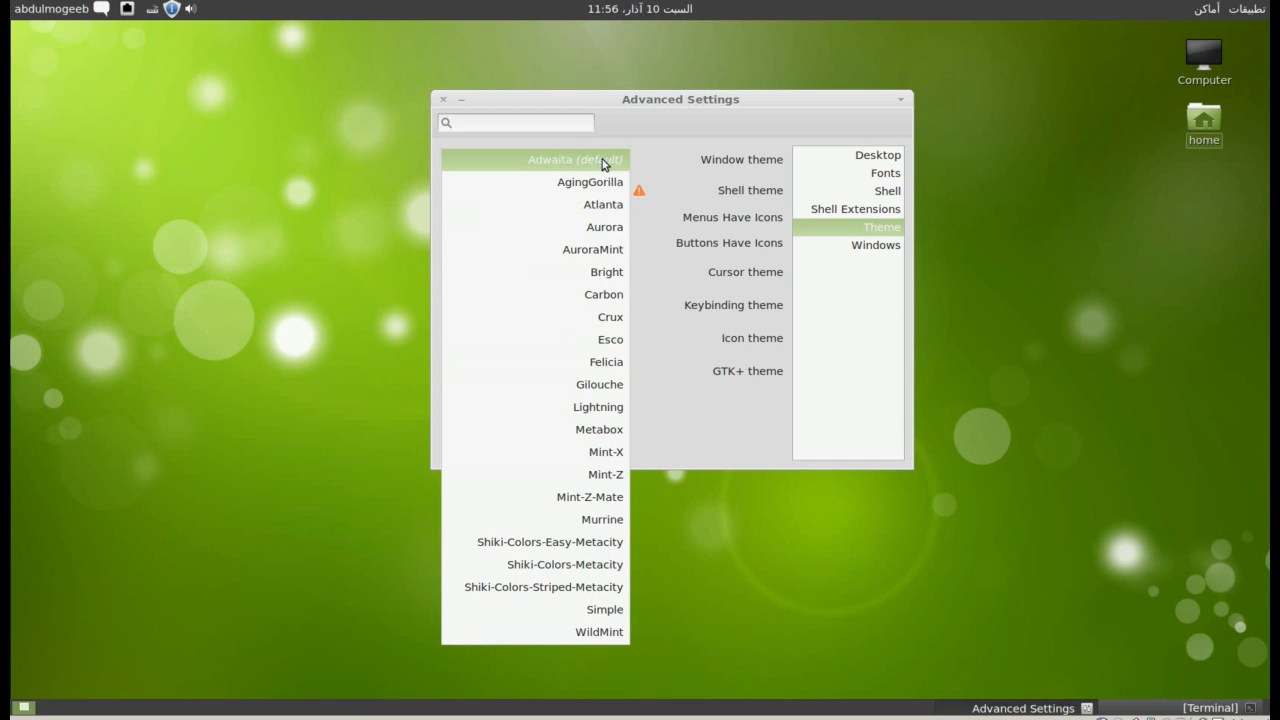 abdulmogeeb
السبت 10 آذار، 11:56
تطبيقات أماكن
Computer
home
Advanced Settings
Adwaita (default)
AgingGorilla
Atlanta
Aurora
AuroraMint
Bright
Carbon
Crux
Esco
Felicia
Gilouche
Lightning
Metabox
Mint-X
Mint-Z
Mint-Z-Mate
Murrine
Shiki-Colors-Easy-Metacity
Shiki-Colors-Metacity
Shiki-Colors-Striped-Metacity
Simple
WildMint
Window theme
Shell theme
Menus Have Icons
Buttons Have Icons
Cursor theme
Keybinding theme
Icon theme
GTK+ theme
Desktop
Fonts
Shell
Shell Extensions
Theme
Windows
Advanced Settings
[Terminal]